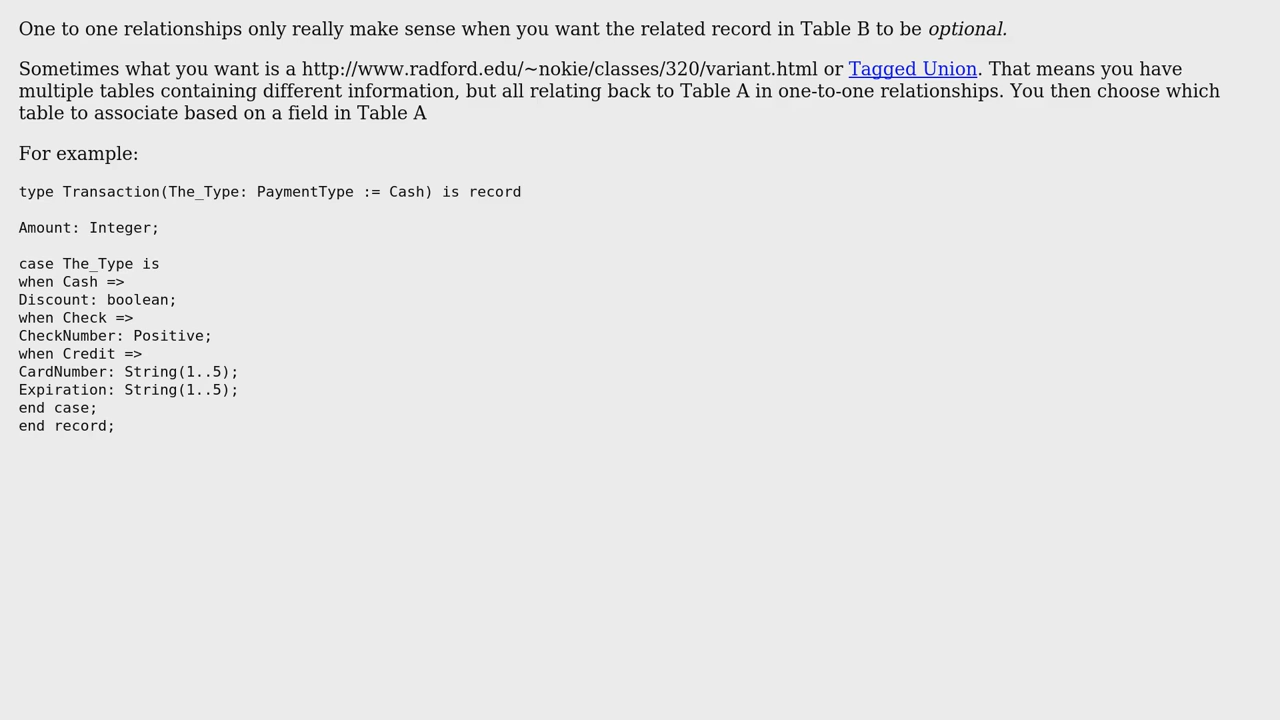 One to one relationships only really make sense when you want the related record in Table B to be optional.
Sometimes what you want is a http://www.radford.edu/~nokie/classes/320/variant.html or Tagged Union. That means you have
multiple tables containing different information, but all relating back to Table A in one-to-one relationships. You then choose which
table to associate based on a field in Table A
For example:
type Transaction(The_Type: PaymentType := Cash) is record
Amount: Integer;
case The_Type is
when Cash =>
Discount: boolean;
when Check =>
CheckNumber: Positive;
when Credit =>
CardNumber: String(1..5);
Expiration: String(1..5);
end case;
end record;